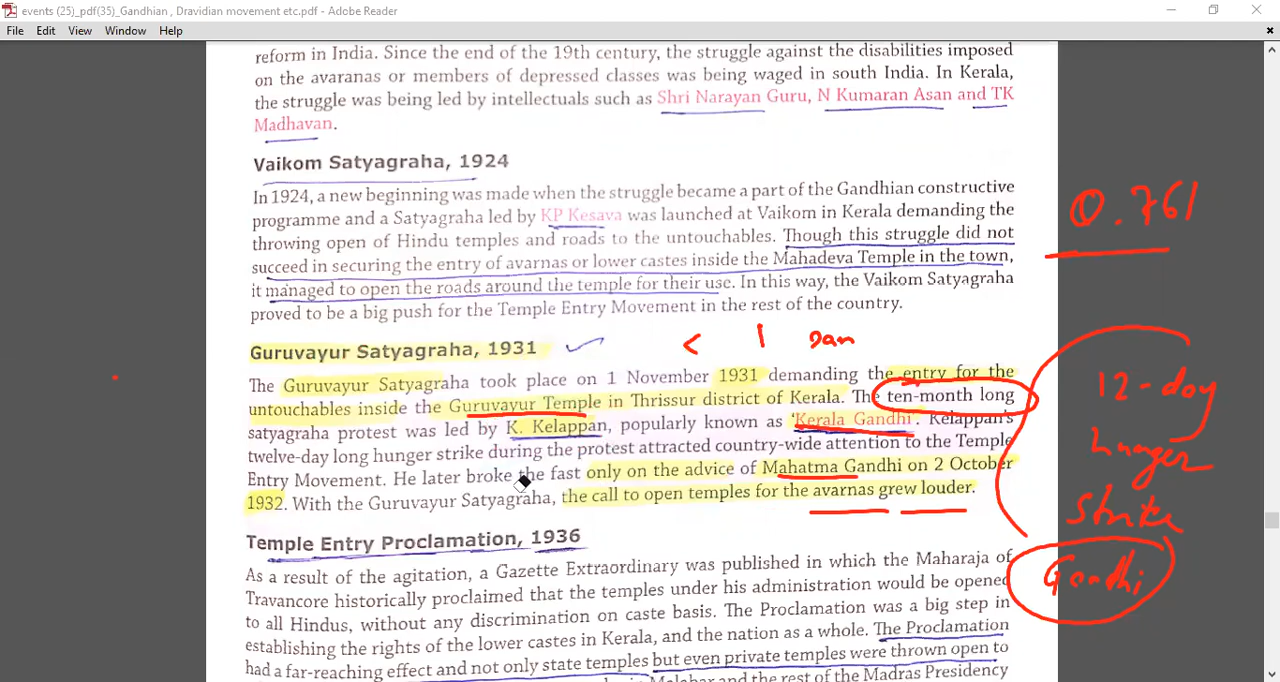 events (25)_pdf(35)_Gandhian , Dravidian movement etc.pdf - Adobe Reader
File Edit View Window Help
reform in India. Since the end of the 19th century, the struggle against the disabilities imposed
on the avaranas or members of depressed classes was being waged in south India. In Kerala,
the struggle was being led by intellectuals such as Shri Narayan Guru, N Kumaran Asan and TK
Madhavan.
Vaikom Satyagraha, 1924
In 1924, a new beginning was made when the struggle became a part of the Gandhian constructive
programme and a Satyagraha led by KP Kesava was launched at Vaikom in Kerala demanding the
throwing open of Hindu temples and roads to the untouchables. Though this struggle did not
succeed in securing the entry of avarnas or lower castes inside the Mahadeva Temple in the town,
it managed to open the roads around the temple for their use. In this way, the Vaikom Satyagraha
proved to be a big push for the Temple Entry Movement in the rest of the country.
0.761
Guruvayur Satyagraha, 1931
< 1
The Guruvayur Satyagraha took place on 1 November 1931 demanding the entry for the
untouchables inside the Guruvayur Temple in Thrissur district of Kerala. The ten-month long
satyagraha protest was led by K. Kelappan, popularly known as 'Kerala Gandhi'. Kelappan's
twelve-day long hunger strike during the protest attracted country-wide attention to the Temple
Entry Movement. He later broke the fast only on the advice of Mahatma Gandhi on 2 October
1932. With the Guruvayur Satyagraha, the call to open temples for the avarnas grew louder.
12-day
hunger
Strike
Gandhi
Temple Entry Proclamation, 1936
As a result of the agitation, a Gazette Extraordinary was published in which the Maharaja of
Travancore historically proclaimed that the temples under his administration would be opened
to all Hindus, without any discrimination on caste basis. The Proclamation was a big step in
establishing the rights of the lower castes in Kerala, and the nation as a whole. The Proclamation
had a far-reaching effect and not only state temples but even private temples were thrown open to
Malabar and the rest of the Madras Presidency